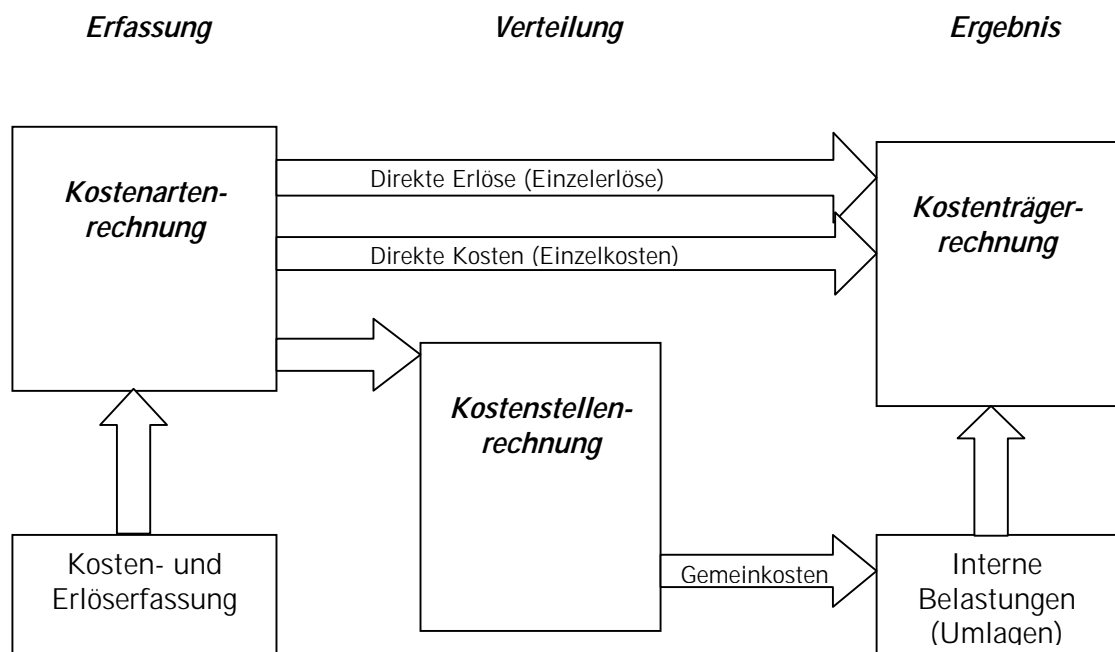 Erfassung
Verteilung
Ergebnis
Kostenarten-
rechnung
Direkte Erlöse (Einzelerlöse)
Direkte Kosten (Einzelkosten)
Kostenträger-
rechnung
Kostenstellen-
rechnung
Kosten- und
Erlöserfassung
Gemeinkosten
Interne
Belastungen
(Umlagen)